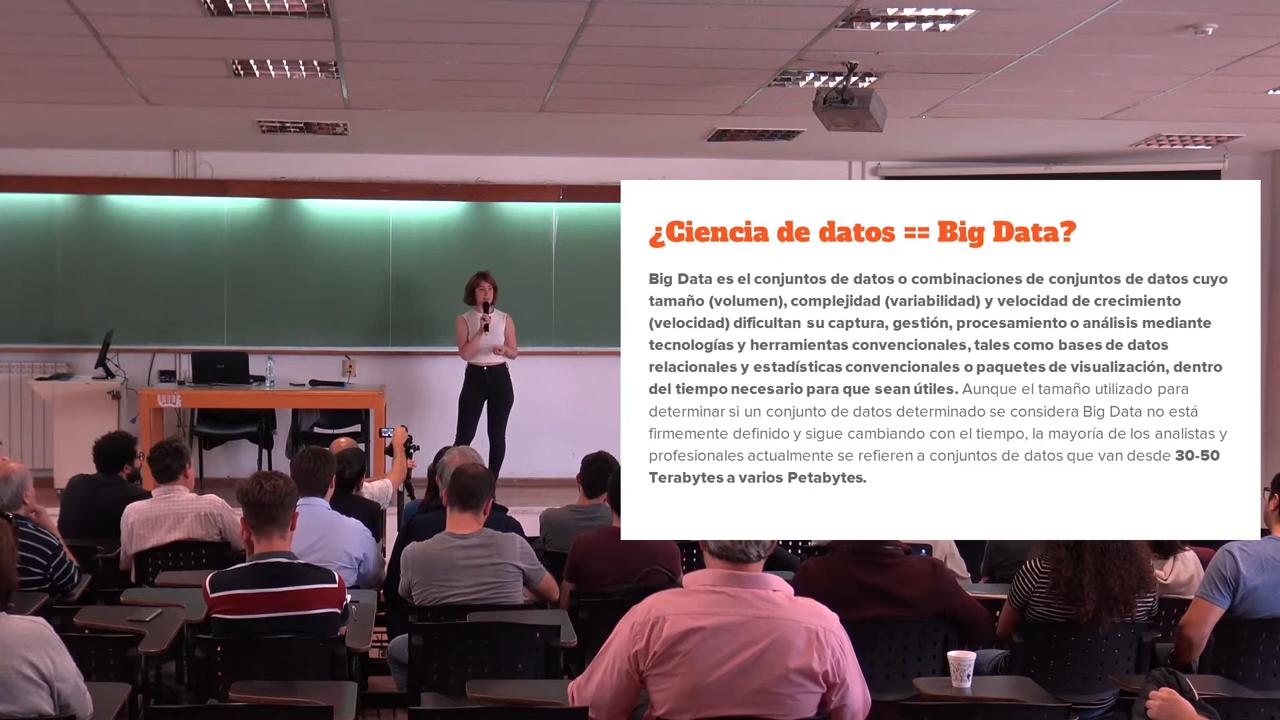 ¿Ciencia de datos == Big Data?
Big Data es el conjuntos de datos o combinaciones de conjuntos de datos cuyo
tamaño (volumen), complejidad (variabilidad) y velocidad de crecimiento
(velocidad) dificultan su captura, gestión, procesamiento o análisis mediante
tecnologías y herramientas convencionales, tales como bases de datos
relacionales y estadísticas convencionales o paquetes de visualización, dentro
del tiempo necesario para que sean útiles. Aunque el tamaño utilizado para
determinar si un conjunto de datos determinado se considera Big Data no está
firmemente definido y sigue cambiando con el tiempo, la mayoría de los analistas y
profesionales actualmente se refieren a conjuntos de datos que van desde 30-50
Terabytes a varios Petabytes.